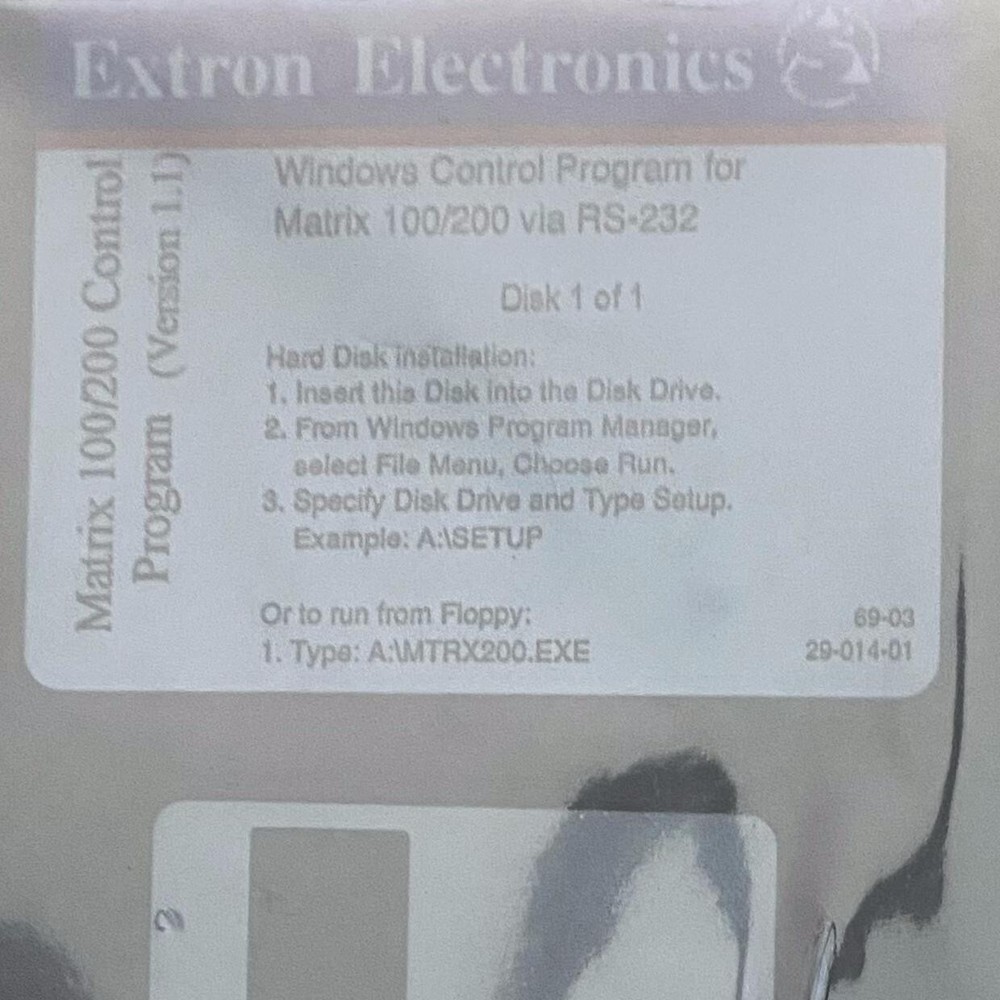 Extron Electronics
Matrix 100/200 Control
Program (Version 1.1)
Windows Control Program for
Matrix 100/200 via RS-232
Disk 1 of 1
Hard Disk installation:
1. Insert this Disk into the Disk Drive.
2. From Windows Program Manager,
select File Menu, Choose Run.
3. Specify Disk Drive and Type Setup.
Example: A:\SETUP
Or to run from Floppy:
1. Type: A:\MTRX200.EXE
69-03
29-014-01